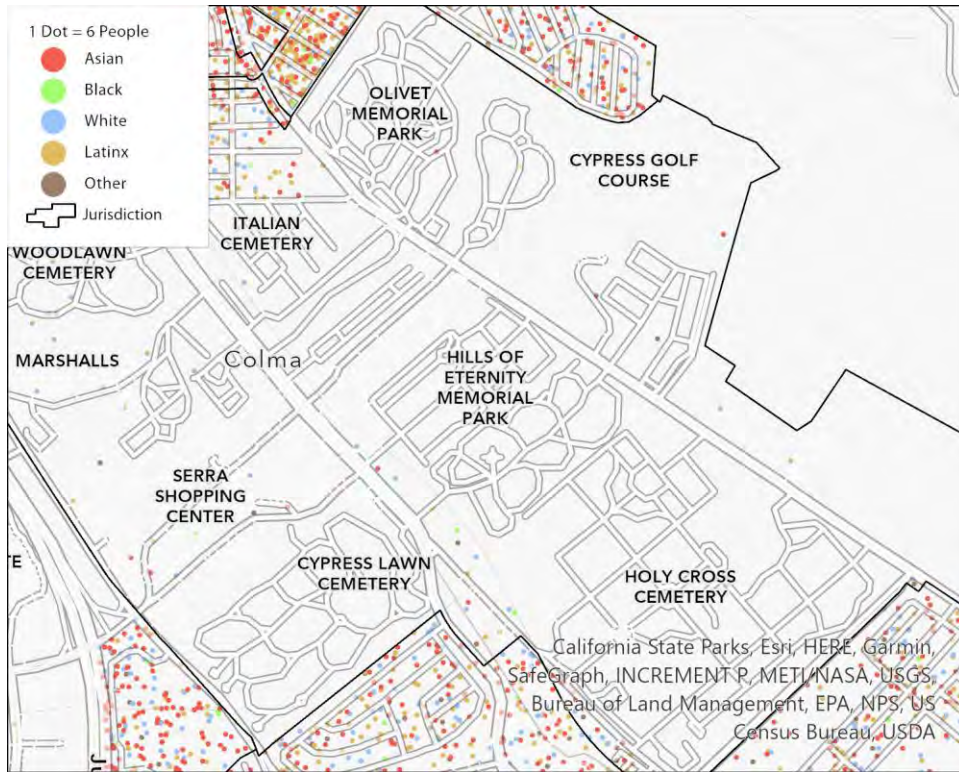 1 Dot = 6 People
Asian
Black
White
Latinx
Other
Jurisdiction
OLIVET
MEMORIAL
PARK
CYPRESS GOLF
COURSE
ITALIAN
CEMETERY
WOODLAWN
CEMETERY
MARSHALLS
Colma
HILLS OF
ETERNITY
MEMORIAL
PARK
SERRA
SHOPPING
CENTER
TE
CYPRESS LAWN
CEMETERY
HOLY CROSS
CEMETERY
California State Parks, Esri, HERE, Garmin,
SafeGraph, INCREMENT P, METI/NASA, USGS,
Bureau of Land Management, EPA, NPS, US
Census Bureau, USDA